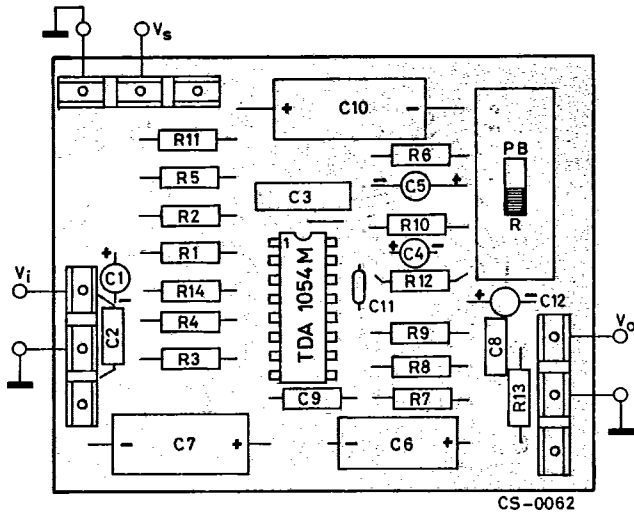 Vs
+ C10 -
R11
R6
PB
R5
- C5 +
C3
R2
R10
R
1
R1
+ C4 -
TDA 1054M
+
C1
-
Vi
R14
R12
C11
+ - C12
R4
C2
R9
C8
Vo
R3
R8
R13
C9
R7
- C7 +
- C6 +
CS-0062